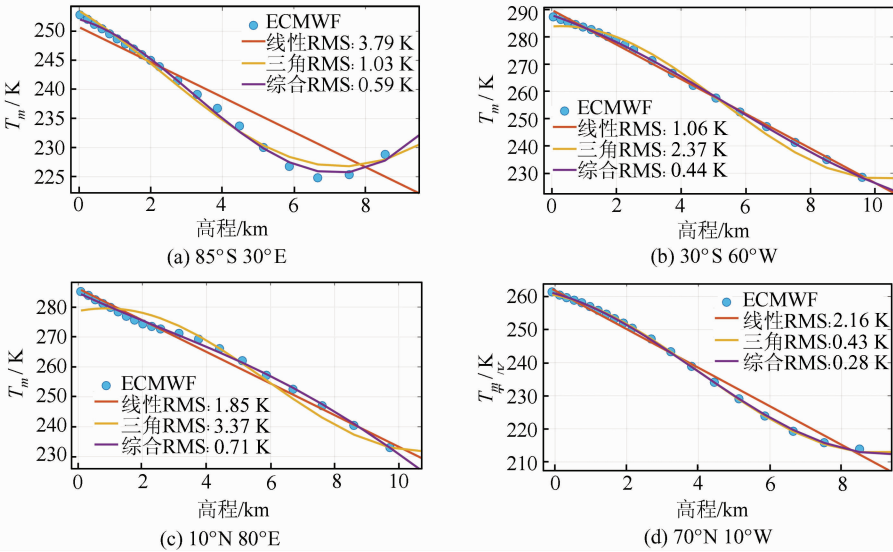 250
245
240
235
230
225
T_m / K
ECMWF
线性RMS: 3.79 K
三角RMS: 1.03 K
综合RMS: 0.59 K
0 2 4 6 8
高程/km
(a) 85°S 30°E
290
280
270
260
250
240
230
T_m / K
ECMWF
线性RMS: 1.06 K
三角RMS: 2.37 K
综合RMS: 0.44 K
0 2 4 6 8 10
高程/km
(b) 30°S 60°W
280
270
260
250
240
230
T_m / K
ECMWF
线性RMS: 1.85 K
三角RMS: 3.37 K
综合RMS: 0.71 K
0 2 4 6 8 10
高程/km
(c) 10°N 80°E
260
250
240
230
220
210
T_m / K
ECMWF
线性RMS:2.16 K
三角RMS:0.43 K
综合RMS:0.28 K
0 2 4 6 8
高程/km
(d) 70°N 10°W